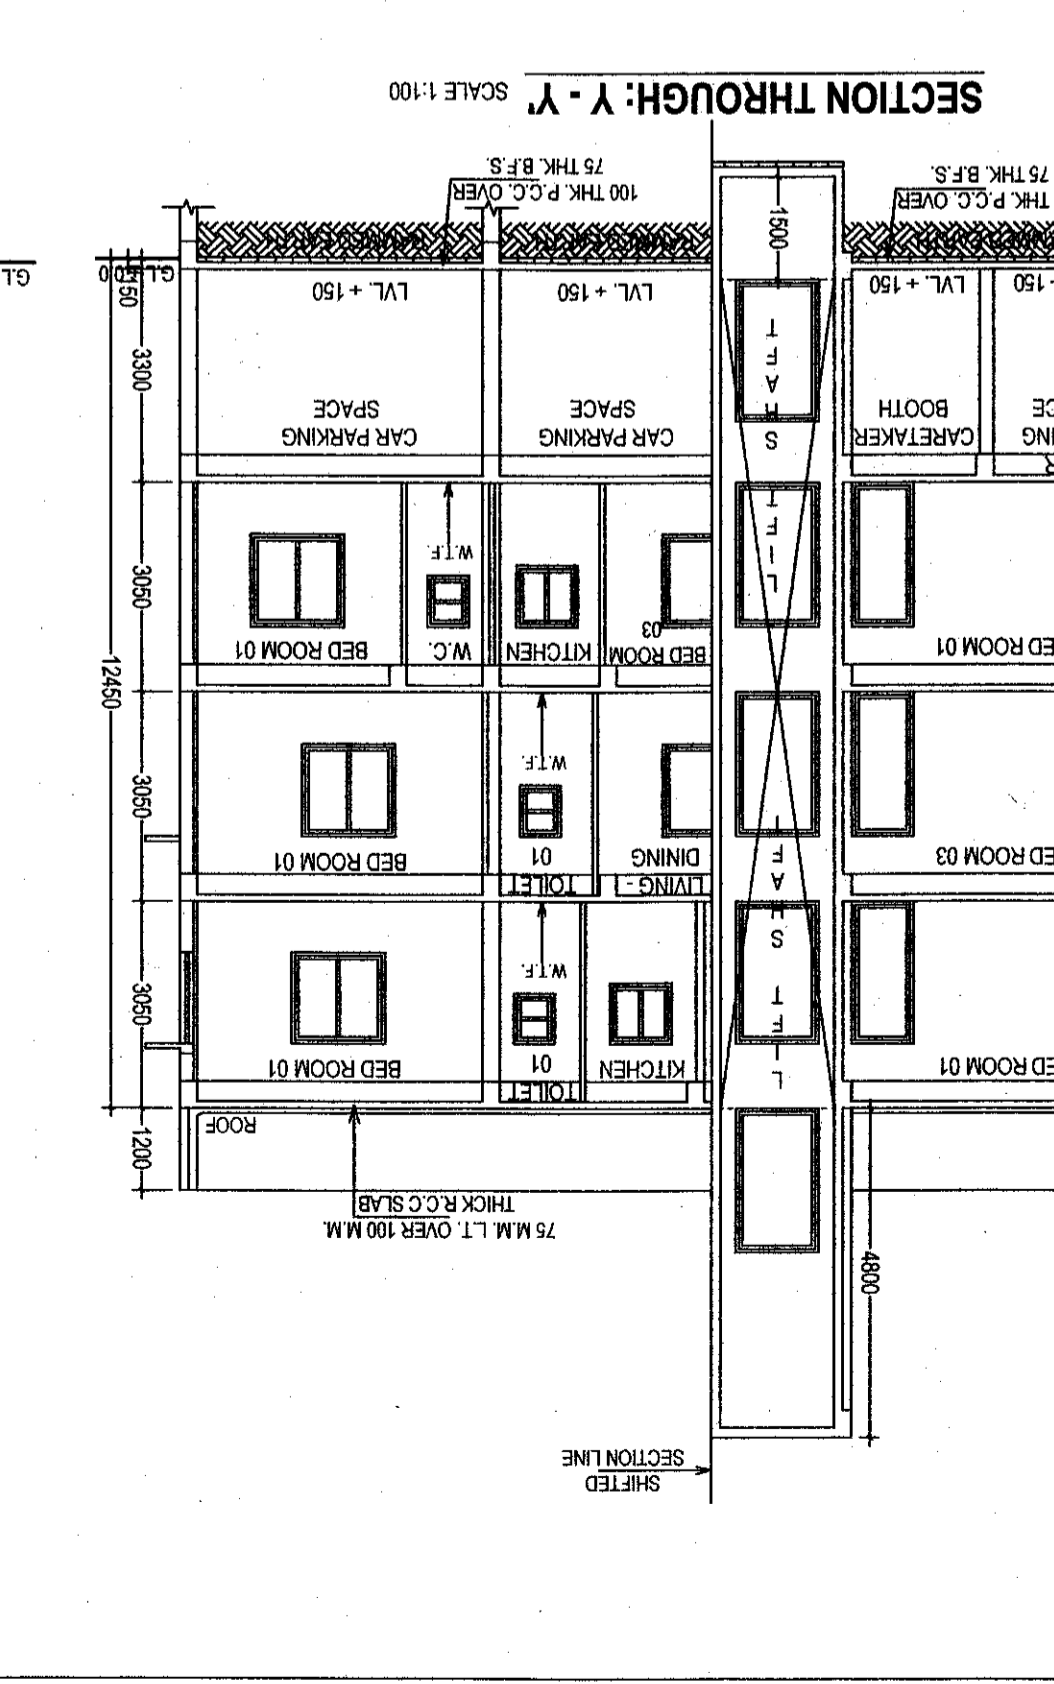 SHIFTED
SECTION LINE
4800
75 M.M. L.T. OVER 100 M.M.
THICK R.C.C SLAB
1200
ROOF
BED ROOM 01
KITCHEN
TOILET
01
BED ROOM 01
W.T.F.
3050
LIFT SHAFT
BED ROOM 03
LIVING -
DINING
TOILET
01
BED ROOM 01
W.T.F.
3050
12450
BED ROOM 01
BED ROOM
03
KITCHEN
W.C.
BED ROOM 01
W.T.F.
3050
LIFT SHAFT
CARETAKER
BOOTH
CAR PARKING
SPACE
CAR PARKING
SPACE
3300
LVL. + 150
LVL. + 150
LVL. + 150
150
G.L
G.L
1500
THK. P.C.C. OVER
75 THK. B.F.S.
100 THK. P.C.C. OVER
75 THK. B.F.S.
SECTION THROUGH: Y - Y' SCALE 1:100